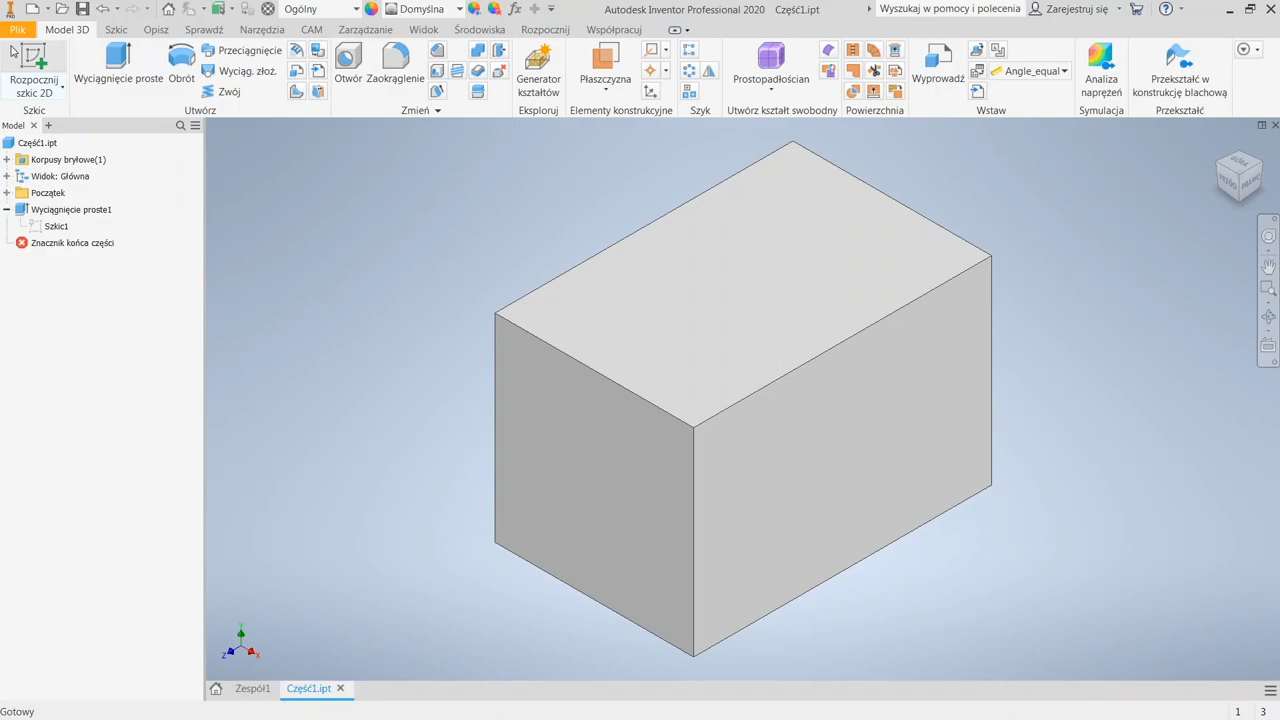 Ogólny
Domyślna
Autodesk Inventor Professional 2020 Część1.ipt
Wyszukaj w pomocy i polecenia
Zarejestruj się
Plik Model 3D Szkic Opisz Sprawdź Narzędzia CAM Zarządzanie Widok Środowiska Rozpocznij Współpracuj
Rozpocznij
szkic 2D
Szkic
Wyciągnięcie proste
Obrót
Przeciągnięcie
Wyciąg. złoż.
Zwój
Utwórz
Otwór
Zaokrąglenie
Zmień
Generator
kształtów
Eksploruj
Płaszczyzna
Elementy konstrukcyjne
Szyk
Prostopadłościan
Utwórz kształt swobodny
Powierzchnia
Wyprowadź
Angle_equal
Wstaw
Analiza
naprężeń
Symulacja
Przekształć w
konstrukcję blachową
Przekształć
Model
Część1.ipt
Korpusy bryłowe(1)
Widok: Główna
Początek
Wyciągnięcie proste1
Szkic1
Znacznik końca części
Y
Z
X
Zespół1
Część1.ipt
Gotowy
1
3